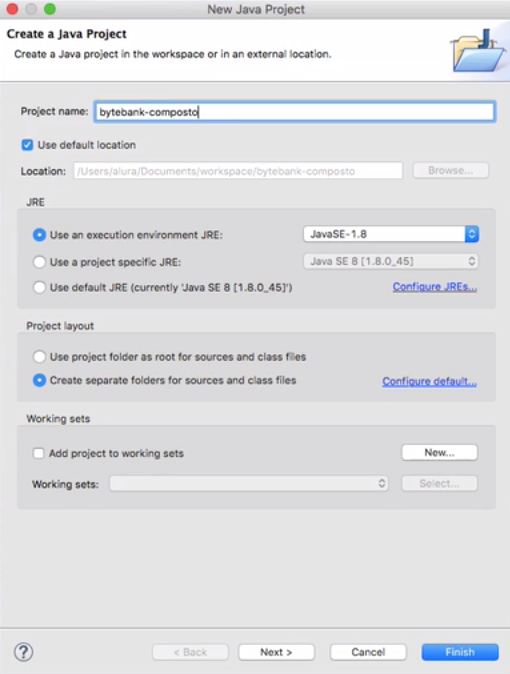 New Java Project
Create a Java Project
Create a Java project in the workspace or in an external location.
Project name: bytebank-composto
Use default location
Location: /Users/alura/Documents/workspace/bytebank-composto Browse...
JRE
Use an execution environment JRE: JavaSE-1.8
Use a project specific JRE: Java SE 8 [1.8.0_45]
Use default JRE (currently 'Java SE 8 [1.8.0_45]') Configure JREs...
Project layout
Use project folder as root for sources and class files
Create separate folders for sources and class files Configure default...
Working sets
Add project to working sets New...
Working sets: Select...
? < Back Next > Cancel Finish